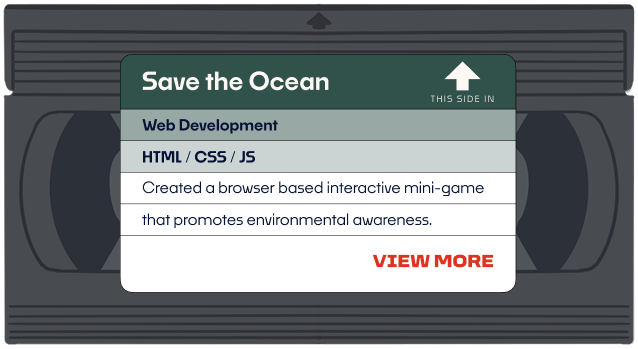 Save the Ocean
THIS SIDE IN
Web Development
HTML / CSS / JS
Created a browser based interactive mini-game
that promotes environmental awareness.
VIEW MORE